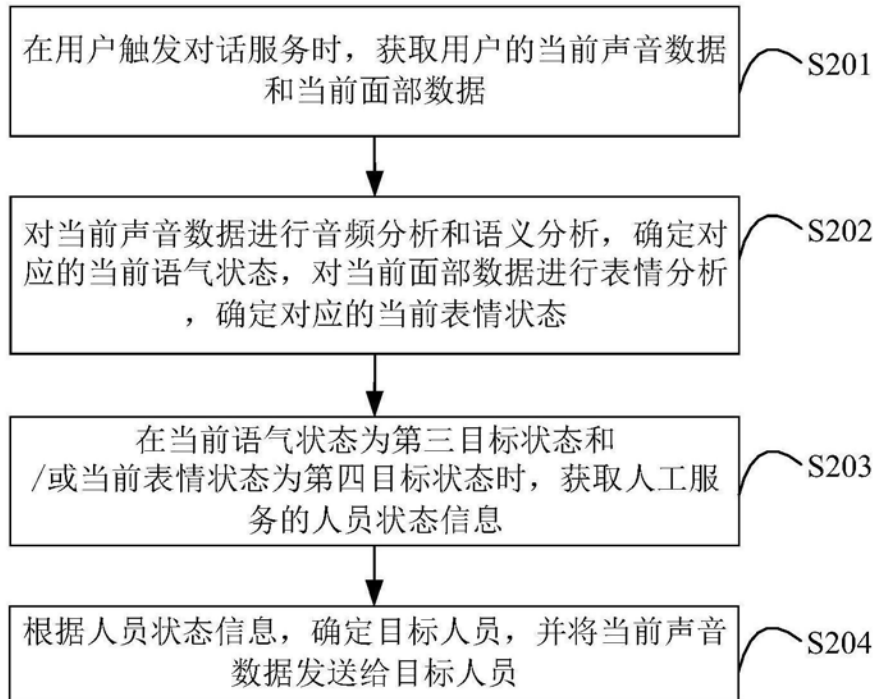 在用户触发对话服务时，获取用户的当前声音数据
和当前面部数据
S201
对当前声音数据进行音频分析和语义分析，确定对
应的当前语气状态，对当前面部数据进行表情分析
，确定对应的当前表情状态
S202
在当前语气状态为第三目标状态和
/或当前表情状态为第四目标状态时，获取人工服
务的人员状态信息
S203
根据人员状态信息，确定目标人员，并将当前声音
数据发送给目标人员
S204